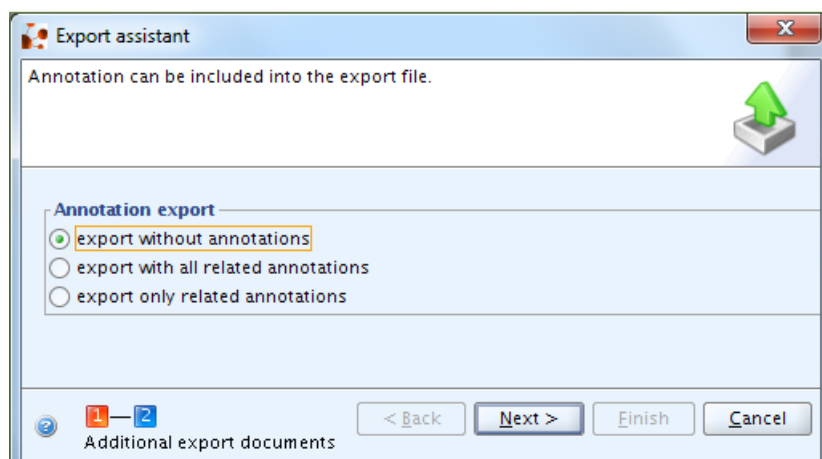 Export assistant
Annotation can be included into the export file.
Annotation export
export without annotations
export with all related annotations
export only related annotations
1 2
Additional export documents
< Back Next > Finish Cancel